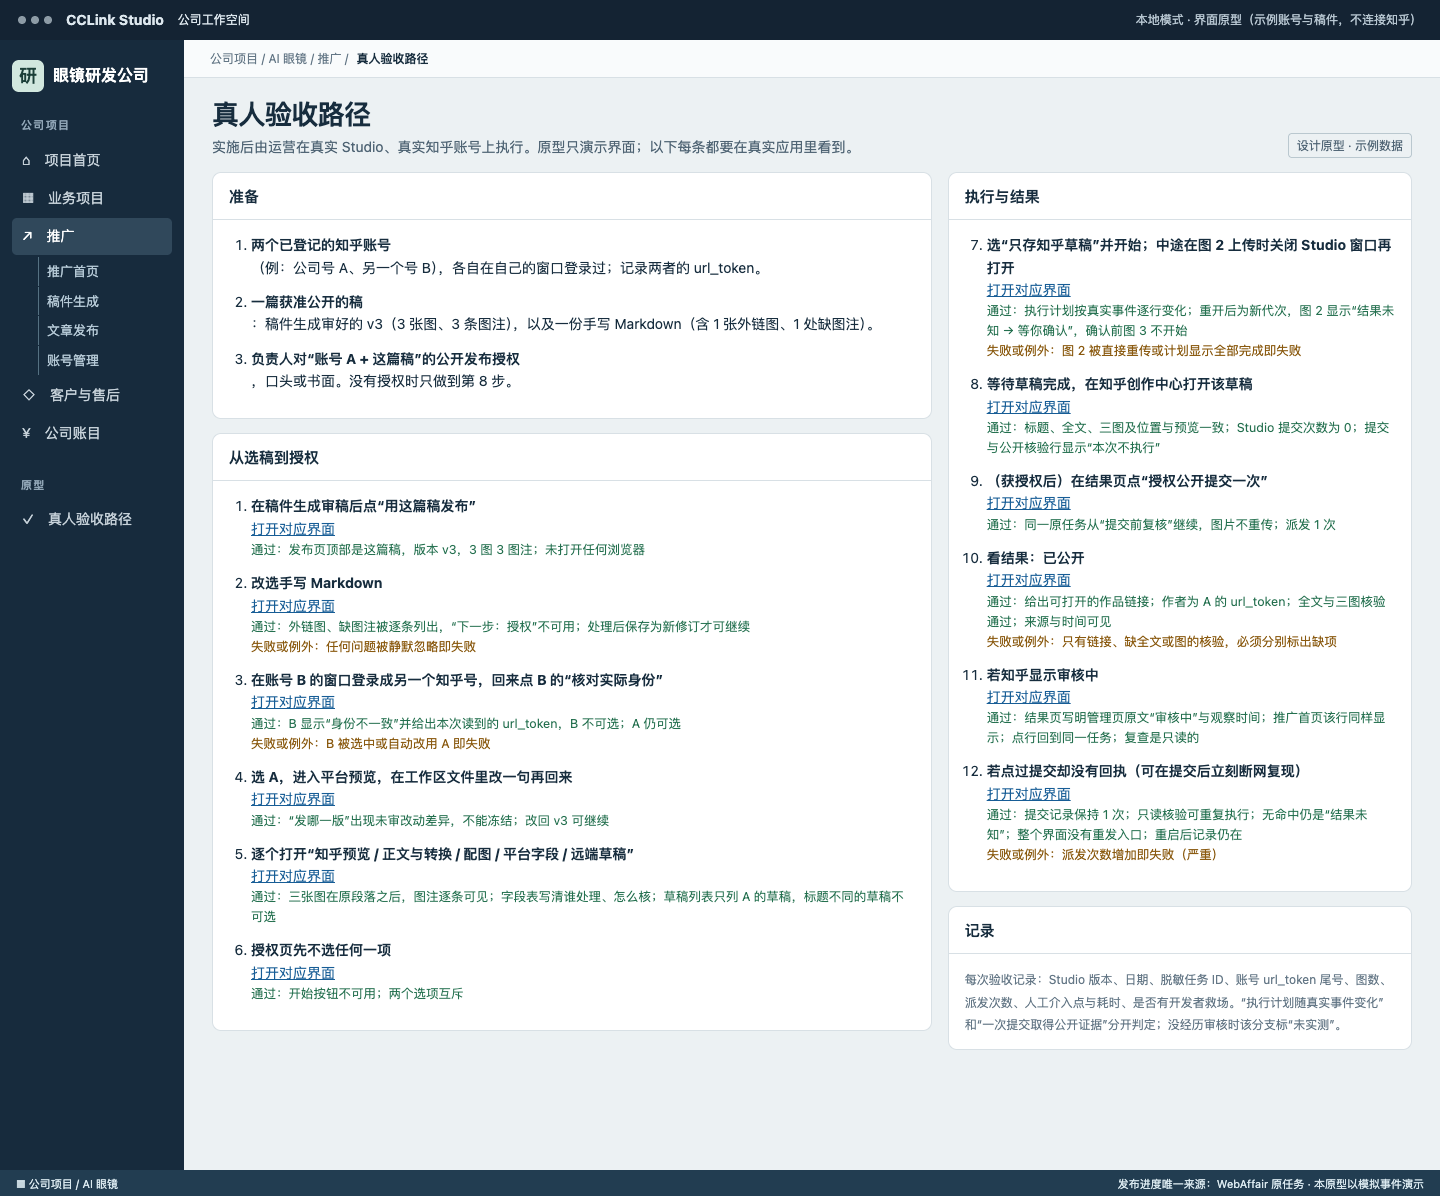 CCLink Studio 公司工作空间
本地模式 · 界面原型（示例账号与稿件，不连接知乎）
研 眼镜研发公司
公司项目
项目首页
业务项目
推广
推广首页
稿件生成
文章发布
账号管理
客户与售后
¥ 公司账目
原型
真人验收路径
公司项目 / AI 眼镜 / 推广 / 真人验收路径
真人验收路径
实施后由运营在真实 Studio、真实知乎账号上执行。原型只演示界面；以下每条都要在真实应用里看到。
设计原型 · 示例数据
准备
1. 两个已登记的知乎账号
（例：公司号 A、另一个号 B），各自在自己的窗口登录过；记录两者的 url_token。
2. 一篇获准公开的稿
：稿件生成审好的 v3（3 张图、3 条图注），以及一份手写 Markdown（含 1 张外链图、1 处缺图注）。
3. 负责人对“账号 A + 这篇稿”的公开发布授权
，口头或书面。没有授权时只做到第 8 步。
从选稿到授权
1. 在稿件生成审稿后点“用这篇稿发布”
打开对应界面
通过：发布页顶部是这篇稿，版本 v3，3 图 3 图注；未打开任何浏览器
2. 改选手写 Markdown
打开对应界面
通过：外链图、缺图注被逐条列出，“下一步：授权”不可用；处理后保存为新修订才可继续
失败或例外：任何问题被静默忽略即失败
3. 在账号 B 的窗口登录成另一个知乎号，回来点 B 的“核对实际身份”
打开对应界面
通过：B 显示“身份不一致”并给出本次读到的 url_token，B 不可选；A 仍可选
失败或例外：B 被选中或自动改用 A 即失败
4. 选 A，进入平台预览，在工作区文件里改一句再回来
打开对应界面
通过：“发哪一版”出现未审改动差异，不能冻结；改回 v3 可继续
5. 逐个打开“知乎预览 / 正文与转换 / 配图 / 平台字段 / 远端草稿”
打开对应界面
通过：三张图在原段落之后，图注逐条可见；字段表写清谁处理、怎么核；草稿列表只列 A 的草稿，标题不同的草稿不
可选
6. 授权页先不选任何一项
打开对应界面
通过：开始按钮不可用；两个选项互斥
执行与结果
7. 选“只存知乎草稿”并开始；中途在图 2 上传时关闭 Studio 窗口再
打开
打开对应界面
通过：执行计划按真实事件逐行变化；重开后为新代次，图 2 显示“结果未
知 → 等你确认”，确认前图 3 不开始
失败或例外：图 2 被直接重传或计划显示全部完成即失败
8. 等待草稿完成，在知乎创作中心打开该草稿
打开对应界面
通过：标题、全文、三图及位置与预览一致；Studio 提交次数为 0；提交
与公开核验行显示“本次不执行”
9. （获授权后）在结果页点“授权公开提交一次”
打开对应界面
通过：同一原任务从“提交前复核”继续，图片不重传；派发 1 次
10. 看结果：已公开
打开对应界面
通过：给出可打开的作品链接；作者为 A 的 url_token；全文与三图核验
通过；来源与时间可见
失败或例外：只有链接、缺全文或图的核验，必须分别标出缺项
11. 若知乎显示审核中
打开对应界面
通过：结果页写明管理页原文“审核中”与观察时间；推广首页该行同样显
示；点行回到同一任务；复查是只读的
12. 若点过提交却没有回执（可在提交后立刻断网复现）
打开对应界面
通过：提交记录保持 1 次；只读核验可重复执行；无命中仍是“结果未
知”；整个界面没有重发入口；重启后记录仍在
失败或例外：派发次数增加即失败（严重）
记录
每次验收记录：Studio 版本、日期、脱敏任务 ID、账号 url_token 尾号、图数、
派发次数、人工介入点与耗时、是否有开发者救场。“执行计划随真实事件变化”
和“一次提交取得公开证据”分开判定；没经历审核时该分支标“未实测”。
公司项目 / AI 眼镜
发布进度唯一来源：WebAffair 原任务 · 本原型以模拟事件演示